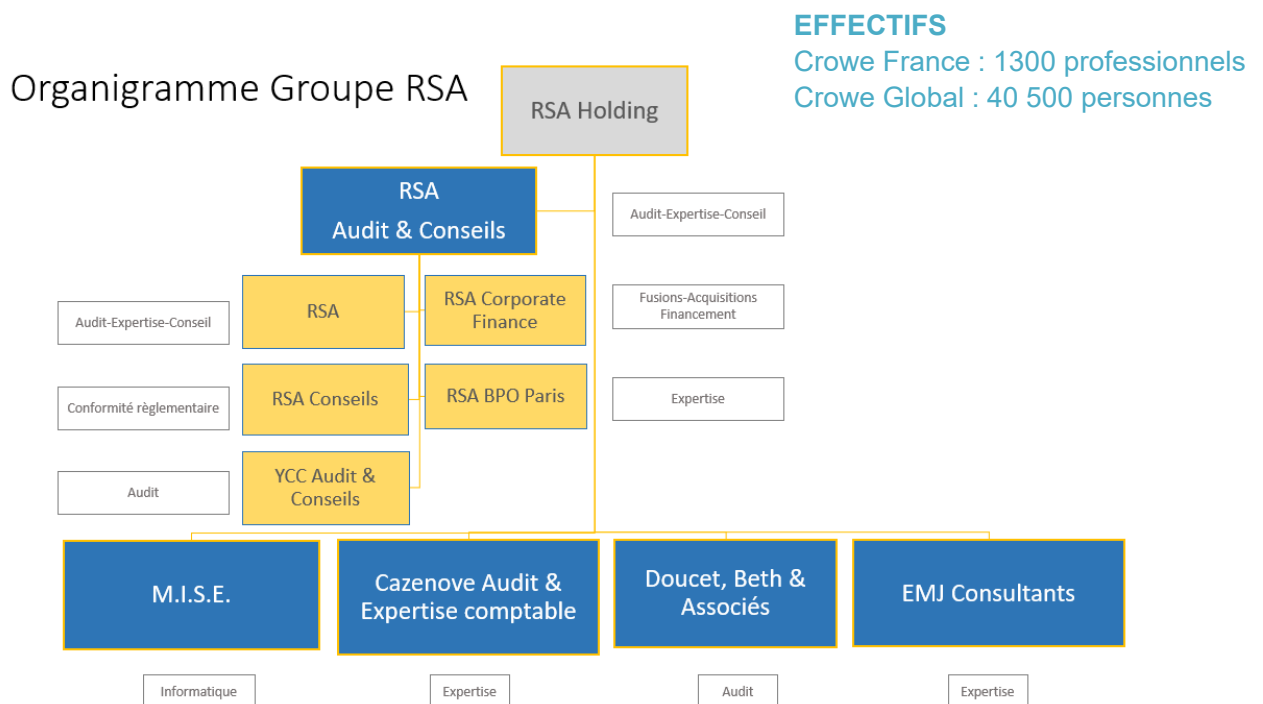 EFFECTIFS
Crowe France : 1300 professionnels
Crowe Global : 40 500 personnes
Organigramme Groupe RSA
RSA Holding
RSA
Audit & Conseils
Audit-Expertise-Conseil
RSA
RSA Corporate
Finance
Fusions-Acquisitions
Financement
Audit-Expertise-Conseil
RSA Conseils
RSA BPO Paris
Expertise
Conformité règlementaire
YCC Audit &
Conseils
Audit
M.I.S.E.
Cazenove Audit &
Expertise comptable
Doucet, Beth &
Associés
EMJ Consultants
Informatique
Expertise
Audit
Expertise